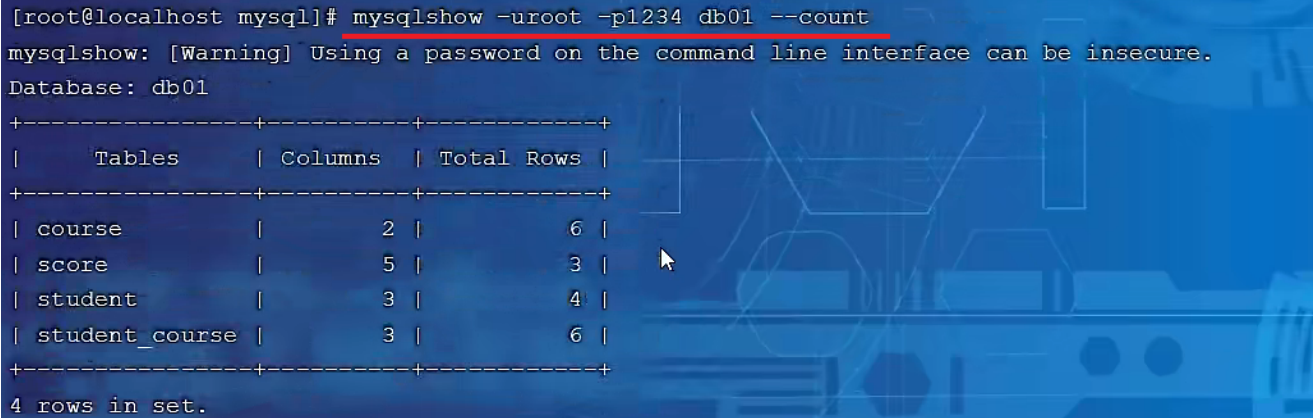 [root@localhost mysql]# mysqlshow -uroot -p1234 db01 --count
mysqlshow: [Warning] Using a password on the command line interface can be insecure.
Database: db01
+----------------+----------+------------+
|     Tables     | Columns  | Total Rows |
+----------------+----------+------------+
| course         |        2 |          6 |
| score          |        5 |          3 |
| student        |        3 |          4 |
| student_course |        3 |          6 |
+----------------+----------+------------+
4 rows in set.